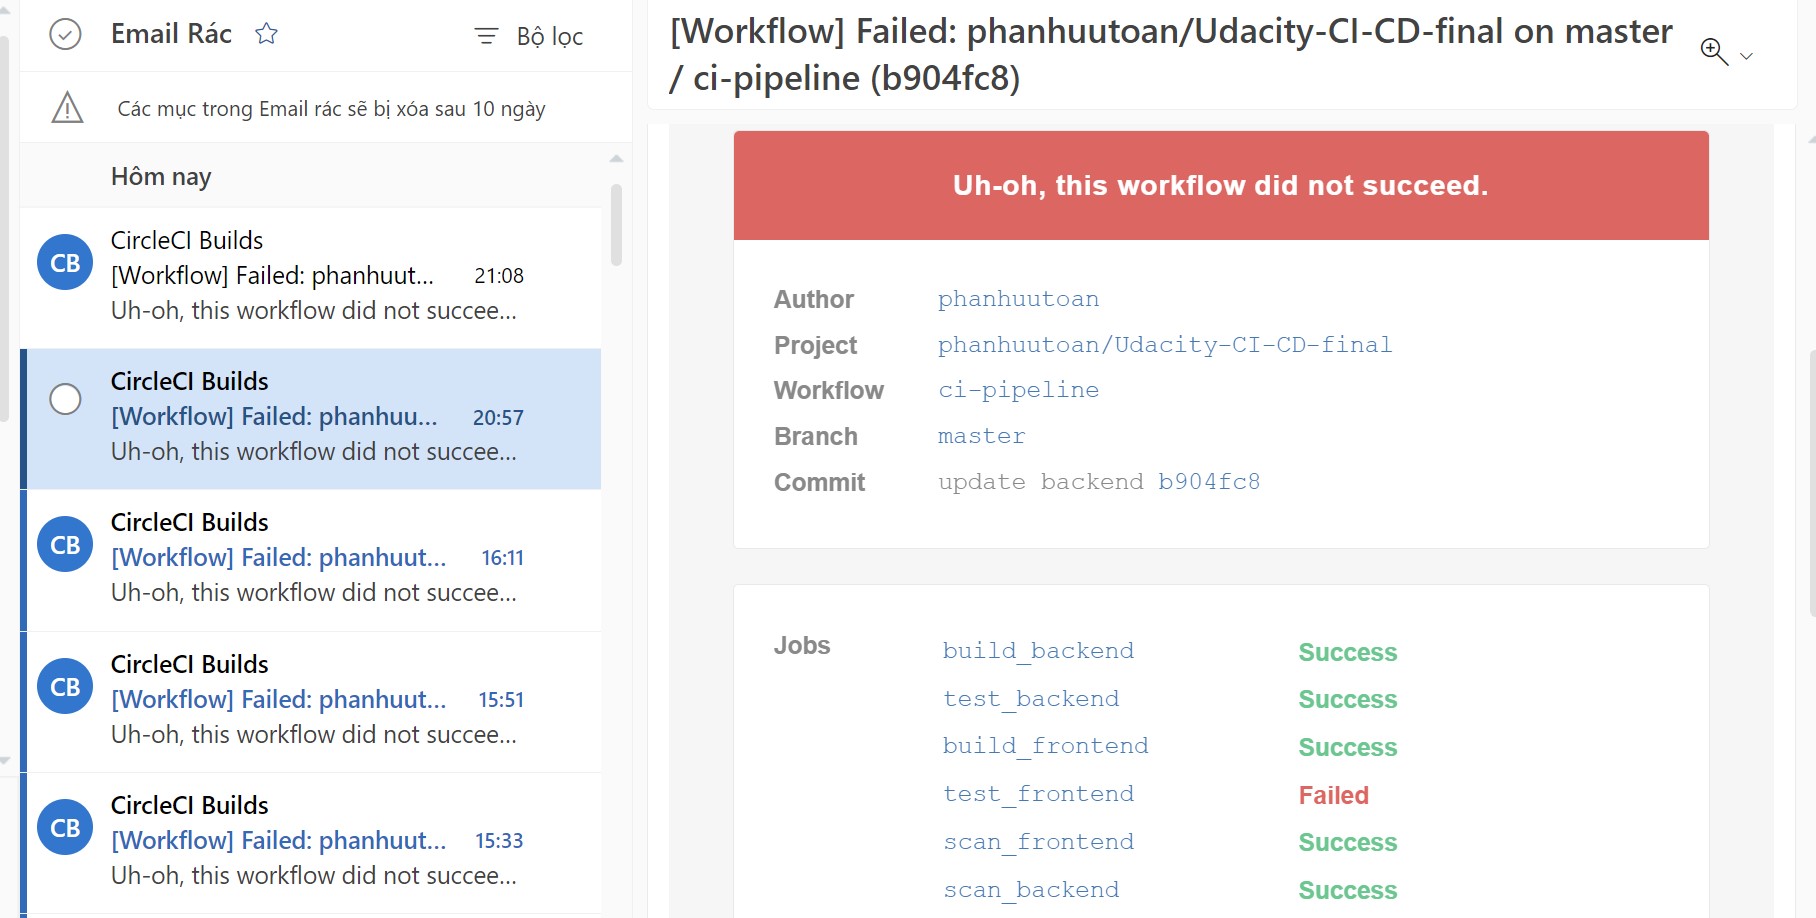 Email Rác
Bộ lọc
Các mục trong Email rác sẽ bị xóa sau 10 ngày
Hôm nay
CB
CircleCI Builds
[Workflow] Failed: phanhuut... 21:08
Uh-oh, this workflow did not succee...
CircleCI Builds
[Workflow] Failed: phanhuu... 20:57
Uh-oh, this workflow did not succee...
CB
CircleCI Builds
[Workflow] Failed: phanhuut... 16:11
Uh-oh, this workflow did not succee...
CB
CircleCI Builds
[Workflow] Failed: phanhuut... 15:51
Uh-oh, this workflow did not succee...
CB
CircleCI Builds
[Workflow] Failed: phanhuut... 15:33
Uh-oh, this workflow did not succee...
[Workflow] Failed: phanhuutoan/Udacity-CI-CD-final on master
/ ci-pipeline (b904fc8)
Uh-oh, this workflow did not succeed.
Author phanhuutoan
Project phanhuutoan/Udacity-CI-CD-final
Workflow ci-pipeline
Branch master
Commit update backend b904fc8
Jobs build_backend Success
test_backend Success
build_frontend Success
test_frontend Failed
scan_frontend Success
scan_backend Success